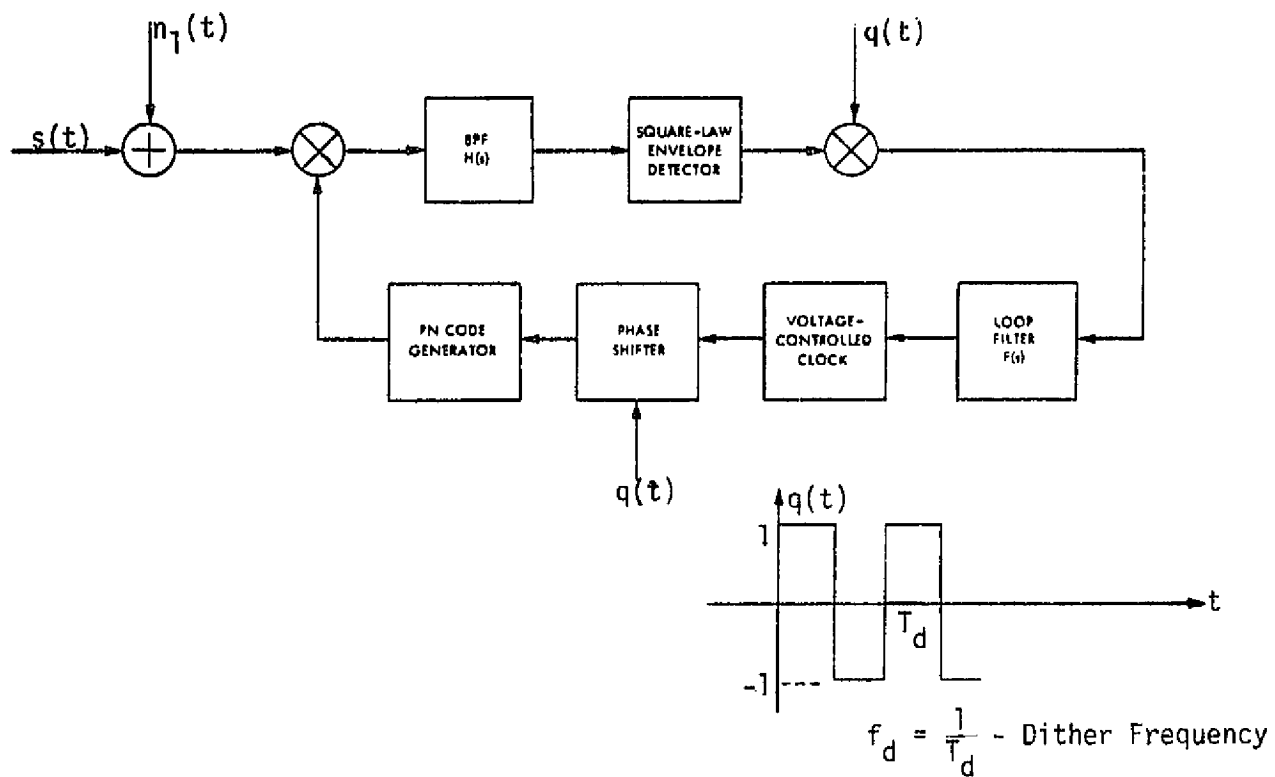 n1(t)
q(t)
s(t)
BPF
H(s)
SQUARE-LAW
ENVELOPE
DETECTOR
PN CODE
GENERATOR
PHASE
SHIFTER
VOLTAGE-
CONTROLLED
CLOCK
LOOP
FILTER
F(s)
q(t)
q(t)
1
t
Td
-1
fd = 1/Td - Dither Frequency